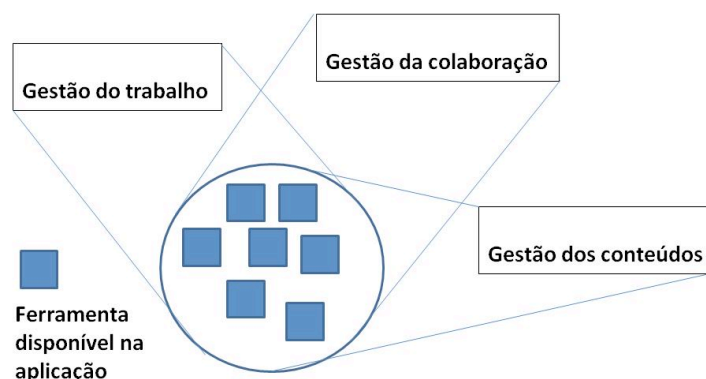 Gestão da colaboração
Gestão do trabalho
Gestão dos conteúdos
Ferramenta
disponível na
aplicação